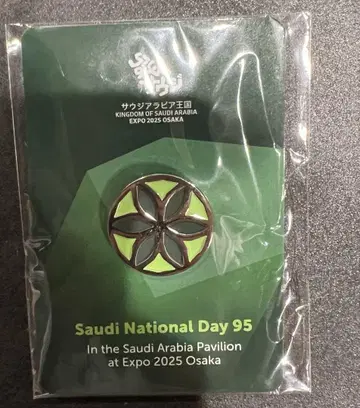 サウジアラビア王国
KINGDOM OF SAUDI ARABIA
EXPO 2025 OSAKA
Saudi National Day 95
In the Saudi Arabia Pavilion
at Expo 2025 Osaka